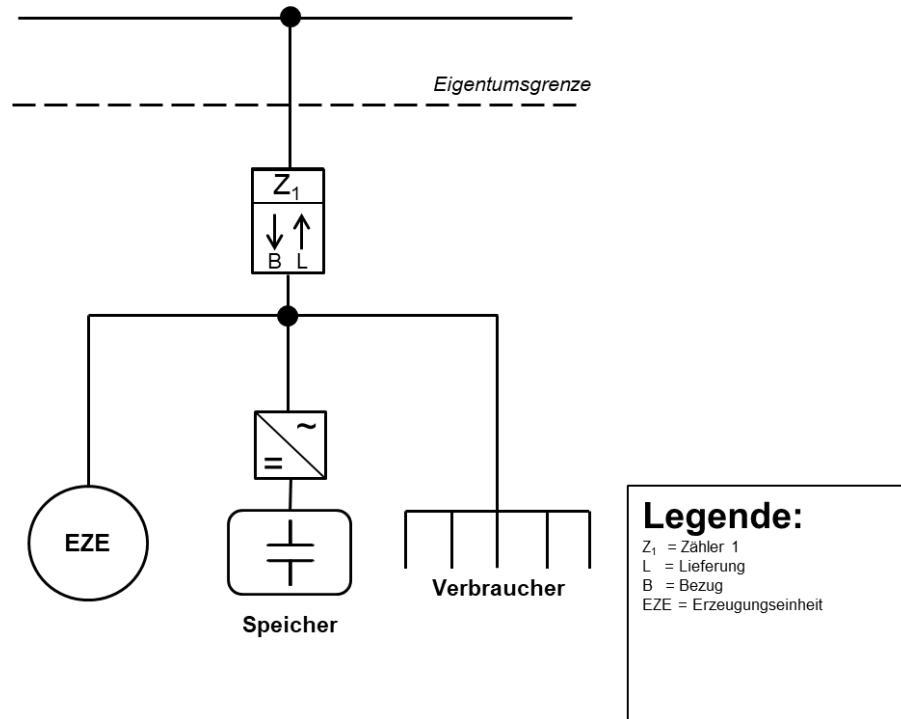 Eigentumsgrenze
Z₁
B L
~
=
EZE
Speicher
Verbraucher
Legende:
Z₁ = Zähler 1
L = Lieferung
B = Bezug
EZE = Erzeugungseinheit